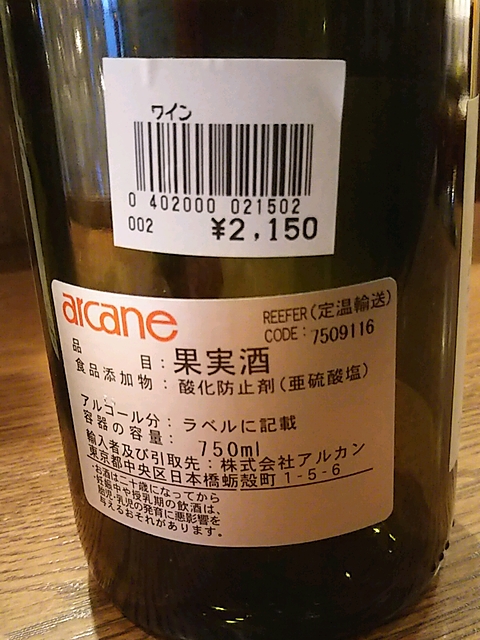 ワイン
0 402000 021502
002 ¥2,150
arcane
REEFER(定温輸送)
CODE:7509116
品目:果実酒
食品添加物:酸化防止剤(亜硫酸塩)
アルコール分:ラベルに記載
容器の容量: 750ml
輸入者及び引取先:株式会社アルカン
東京都中央区日本橋蛎殻町1-5-6
・お酒は二十歳になってから
・妊娠中や授乳期の飲酒は、
胎児・乳児の発育に悪影響を
与えるおそれがあります。